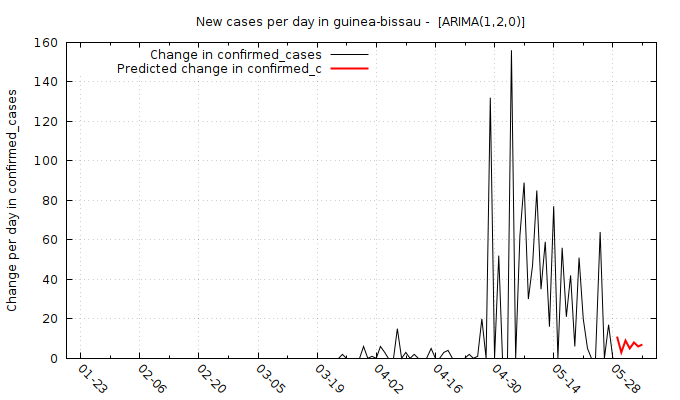 New cases per day in guinea-bissau -  [ARIMA(1,2,0)]
Change per day in confirmed_cases
Change in confirmed_cases
Predicted change in confirmed_c
160
140
120
100
80
60
40
20
0
01-23 02-06 02-20 03-05 03-19 04-02 04-16 04-30 05-14 05-28